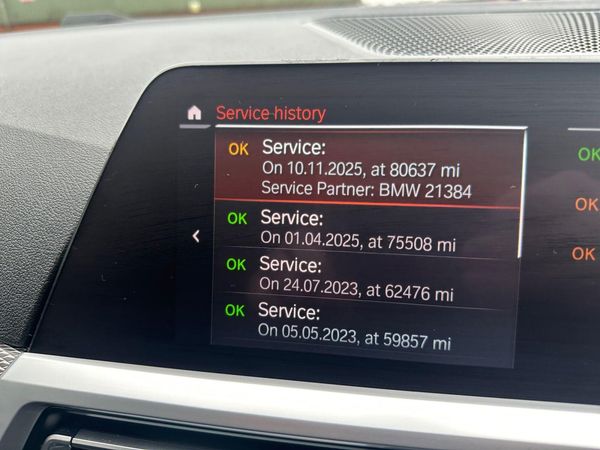 Service history
OK Service:
On 10.11.2025, at 80637 mi
Service Partner: BMW 21384
OK Service:
On 01.04.2025, at 75508 mi
OK Service:
On 24.07.2023, at 62476 mi
OK Service:
On 05.05.2023, at 59857 mi
OK
OK
OK